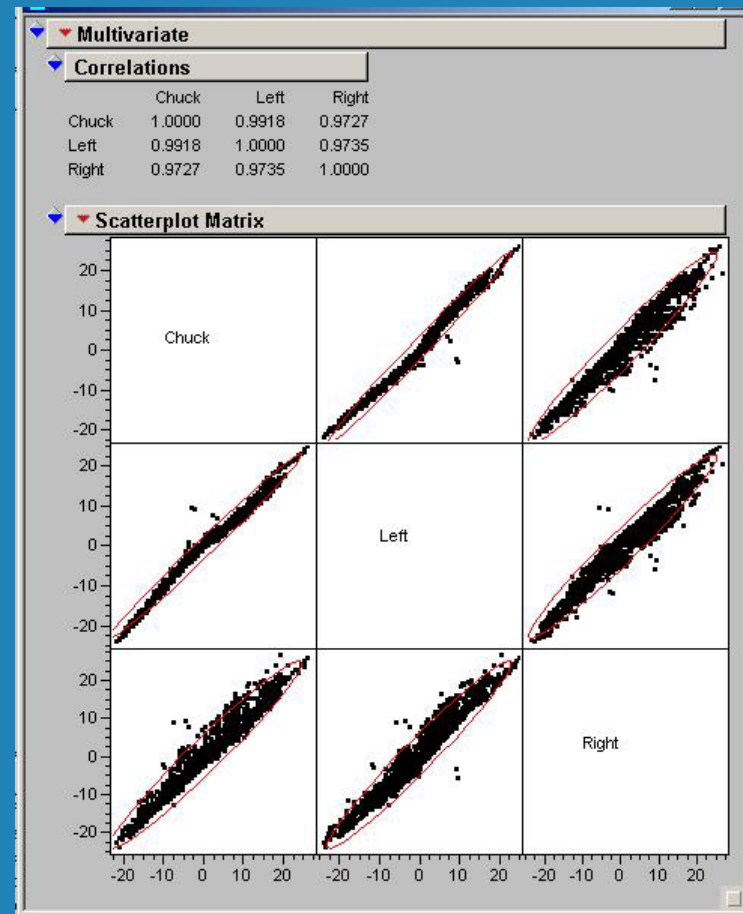 Multivariate
Correlations
Chuck Left Right
Chuck 1.0000 0.9918 0.9727
Left 0.9918 1.0000 0.9735
Right 0.9727 0.9735 1.0000
Scatterplot Matrix
20
10
0
-10
-20
Chuck
20
10
0
-10
-20
Left
20
10
0
-10
-20
Right
-20 -10 0 10 20 -20 -10 0 10 20 -20 -10 0 10 20